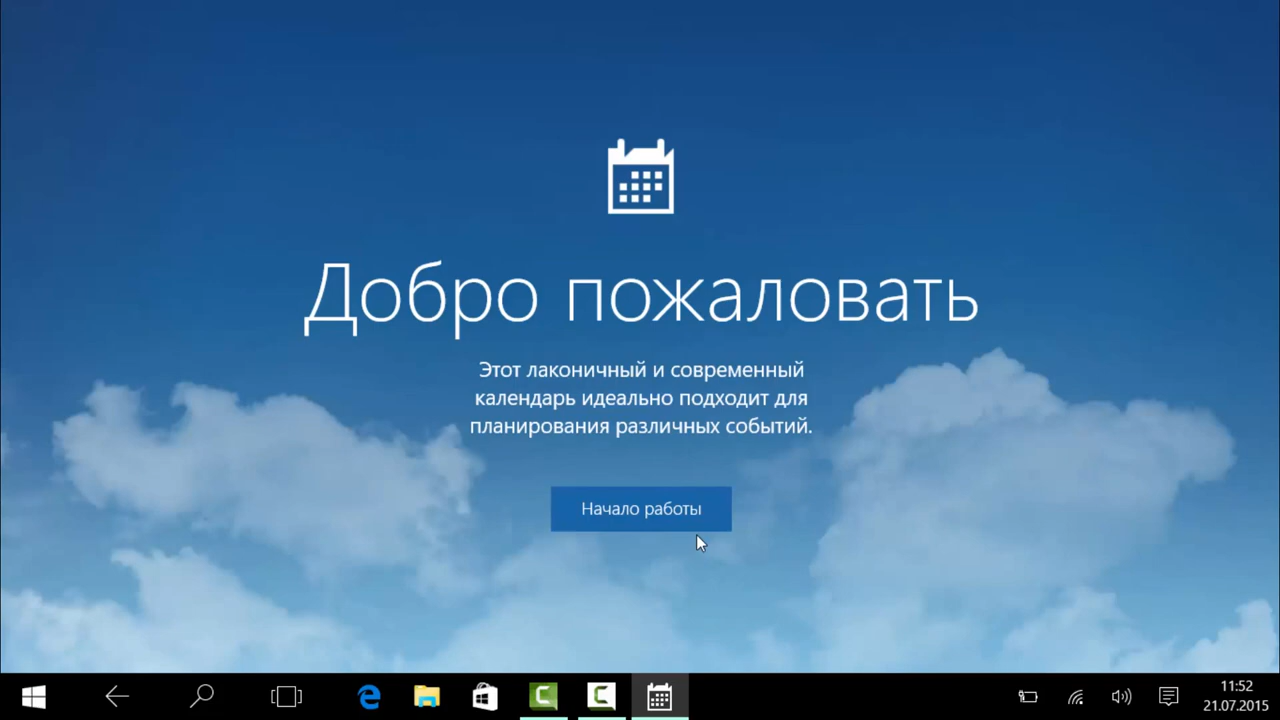 Добро пожаловать
Этот лаконичный и современный
календарь идеально подходит для
планирования различных событий.
Начало работы
11:52
21.07.2015